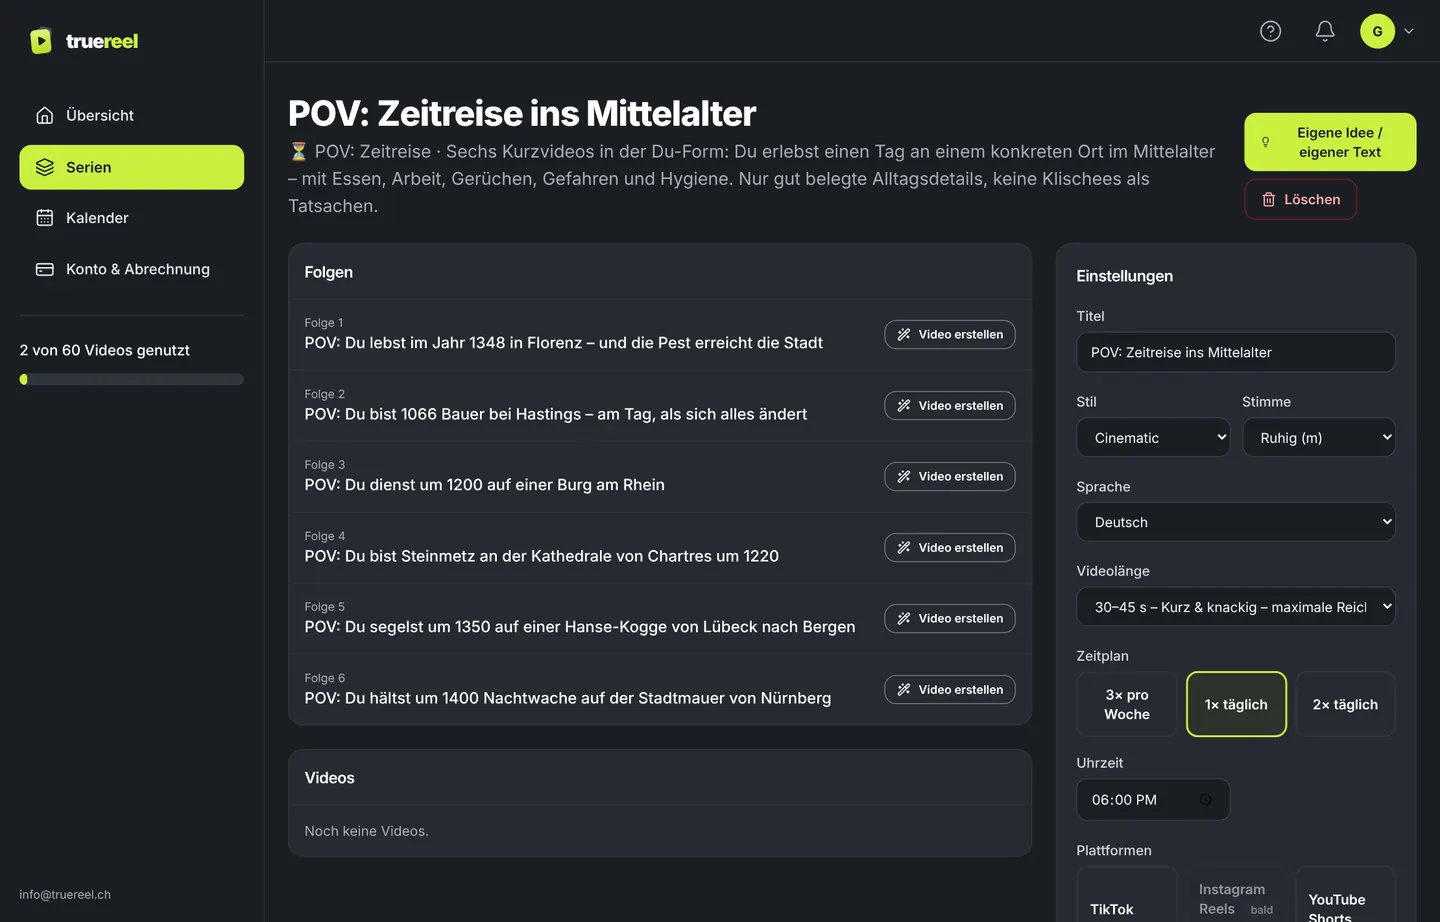 truereel
G
Übersicht
Serien
Kalender
Konto & Abrechnung
2 von 60 Videos genutzt
info@truereel.ch
POV: Zeitreise ins Mittelalter
⏳ POV: Zeitreise · Sechs Kurzvideos in der Du-Form: Du erlebst einen Tag an einem konkreten Ort im Mittelalter
– mit Essen, Arbeit, Gerüchen, Gefahren und Hygiene. Nur gut belegte Alltagsdetails, keine Klischees als
Tatsachen.
Eigene Idee /
eigener Text
Löschen
Folgen
Folge 1
POV: Du lebst im Jahr 1348 in Florenz – und die Pest erreicht die Stadt
Video erstellen
Folge 2
POV: Du bist 1066 Bauer bei Hastings – am Tag, als sich alles ändert
Video erstellen
Folge 3
POV: Du dienst um 1200 auf einer Burg am Rhein
Video erstellen
Folge 4
POV: Du bist Steinmetz an der Kathedrale von Chartres um 1220
Video erstellen
Folge 5
POV: Du segelst um 1350 auf einer Hanse-Kogge von Lübeck nach Bergen
Video erstellen
Folge 6
POV: Du hältst um 1400 Nachtwache auf der Stadtmauer von Nürnberg
Video erstellen
Videos
Noch keine Videos.
Einstellungen
Titel
POV: Zeitreise ins Mittelalter
Stil
Stimme
Cinematic
Ruhig (m)
Sprache
Deutsch
Videolänge
30–45 s – Kurz & knackig – maximale Reicl
Zeitplan
3× pro
Woche
1× täglich
2× täglich
Uhrzeit
06:00 PM
Plattformen
TikTok
Instagram
Reels bald
YouTube
Shorts